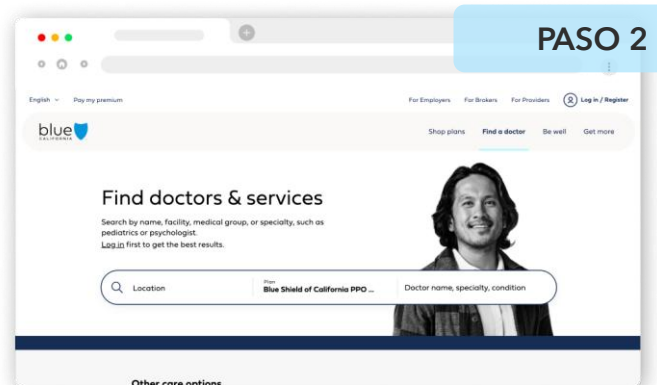 PASO 2
English
Pay my premium
For Employers
For Brokers
For Providers
Log in / Register
blue
CALIFORNIA
Shop plans
Find a doctor
Be well
Get more
Find doctors & services
Search by name, facility, medical group, or specialty, such as
pediatrics or psychologist.
Log in first to get the best results.
Location
Plan
Blue Shield of California PPO ...
Doctor name, specialty, condition
Other care options